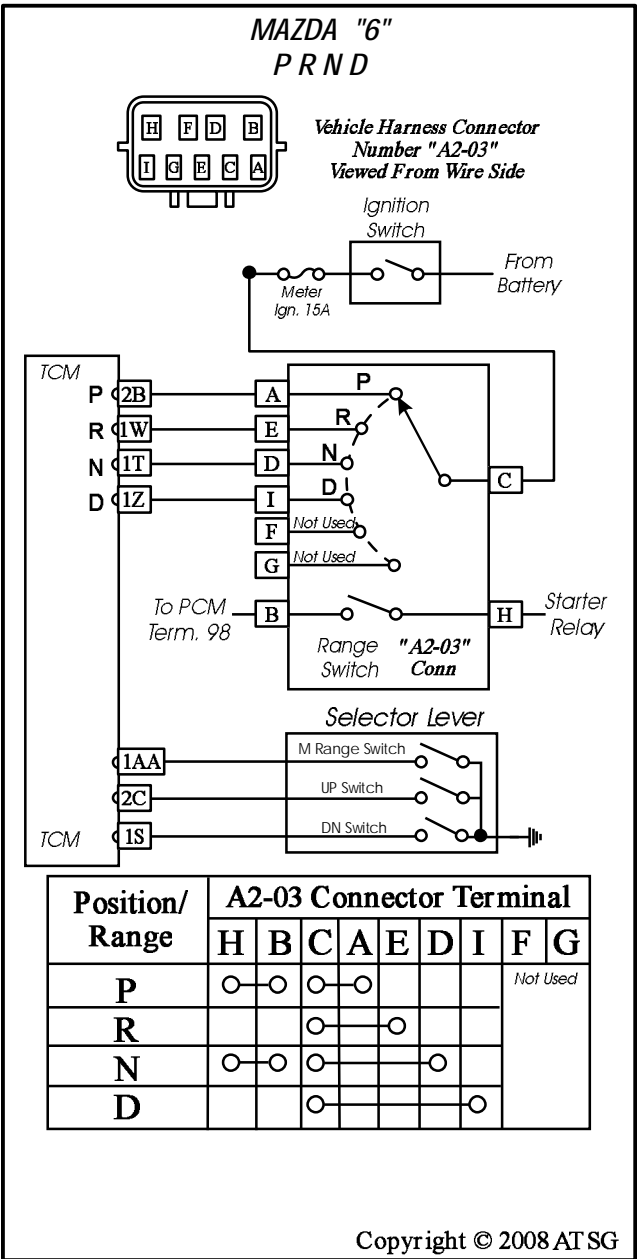 MAZDA "6"
P R N D
H F D B
I G E C A
Vehicle Harness Connector
Number "A2-03"
Viewed From Wire Side
Ignition
Switch
From
Battery
Meter
Ign. 15A
TCM
P 2B A P
R 1W E R
N 1T D N
D 1Z I D
C
F Not Used
G Not Used
To PCM
Term. 98
B
H
Starter
Relay
Range
Switch
"A2-03"
Conn
Selector Lever
1AA M Range Switch
2C UP Switch
1S DN Switch
TCM
Position/
Range
A2-03 Connector Terminal
H B C A E D I F G
P
Not Used
R
N
D
Copyright © 2008 ATSG